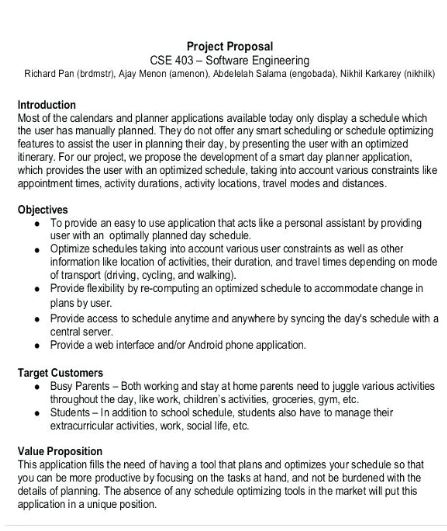 Project Proposal
CSE 403 – Software Engineering
Richard Pan (brdmstr), Ajay Menon (amenon), Abdelelah Salama (engobada), Nikhil Karkarey (nikhilk)
Introduction
Most of the calendars and planner applications available today only display a schedule which
the user has manually planned. They do not offer any smart scheduling or schedule optimizing
features to assist the user in planning their day, by presenting the user with an optimized
itinerary. For our project, we propose the development of a smart day planner application,
which provides the user with an optimized schedule, taking into account various constraints like
appointment times, activity durations, activity locations, travel modes and distances.
Objectives
● To provide an easy to use application that acts like a personal assistant by providing
user with an optimally planned day schedule.
● Optimize schedules taking into account various user constraints as well as other
information like location of activities, their duration, and travel times depending on mode
of transport (driving, cycling, and walking).
● Provide flexibility by re-computing an optimized schedule to accommodate change in
plans by user.
● Provide access to schedule anytime and anywhere by syncing the day's schedule with a
central server.
● Provide a web interface and/or Android phone application.
Target Customers
● Busy Parents – Both working and stay at home parents need to juggle various activities
throughout the day, like work, children's activities, groceries, gym, etc.
● Students – In addition to school schedule, students also have to manage their
extracurricular activities, work, social life, etc.
Value Proposition
This application fills the need of having a tool that plans and optimizes your schedule so that
you can be more productive by focusing on the tasks at hand, and not be burdened with the
details of planning. The absence of any schedule optimizing tools in the market will put this
application in a unique position.